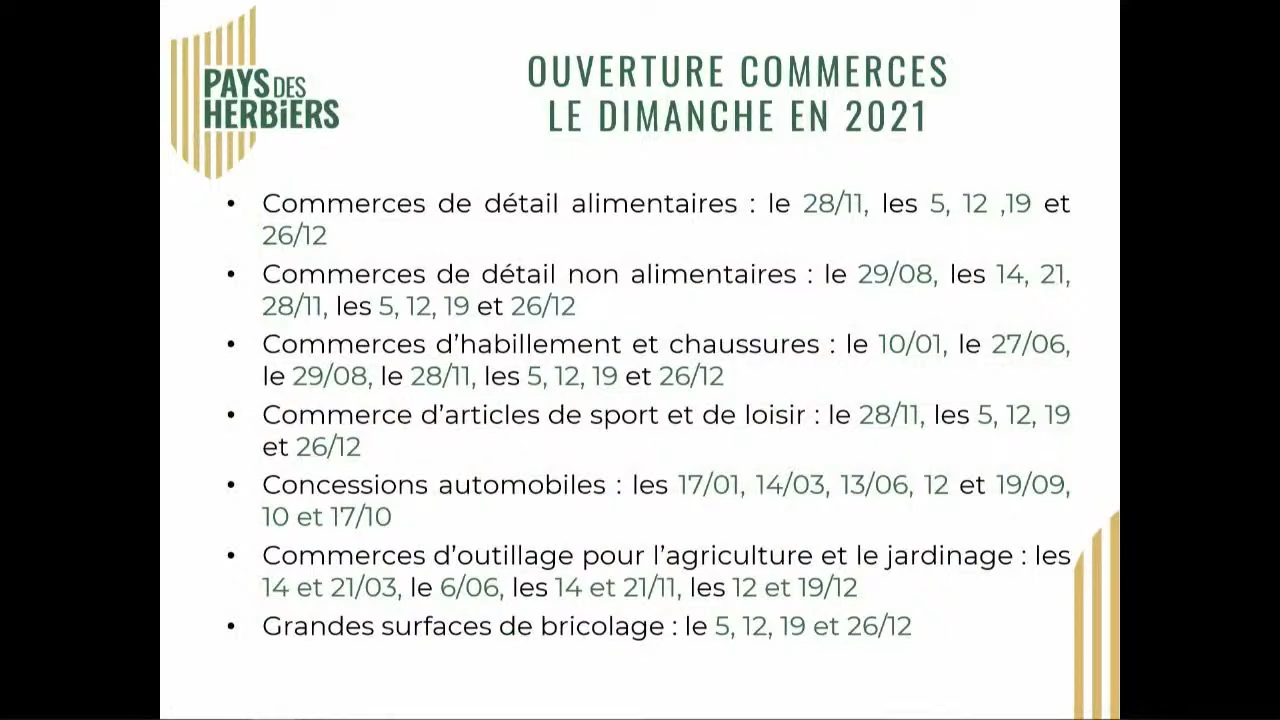 PAYS DES
HERBiERS
OUVERTURE COMMERCES
LE DIMANCHE EN 2021
• Commerces de détail alimentaires : le 28/11, les 5, 12 ,19 et
26/12
• Commerces de détail non alimentaires : le 29/08, les 14, 21,
28/11, les 5, 12, 19 et 26/12
• Commerces d’habillement et chaussures : le 10/01, le 27/06,
le 29/08, le 28/11, les 5, 12, 19 et 26/12
• Commerce d’articles de sport et de loisir : le 28/11, les 5, 12, 19
et 26/12
• Concessions automobiles : les 17/01, 14/03, 13/06, 12 et 19/09,
10 et 17/10
• Commerces d’outillage pour l’agriculture et le jardinage : les
14 et 21/03, le 6/06, les 14 et 21/11, les 12 et 19/12
• Grandes surfaces de bricolage : le 5, 12, 19 et 26/12